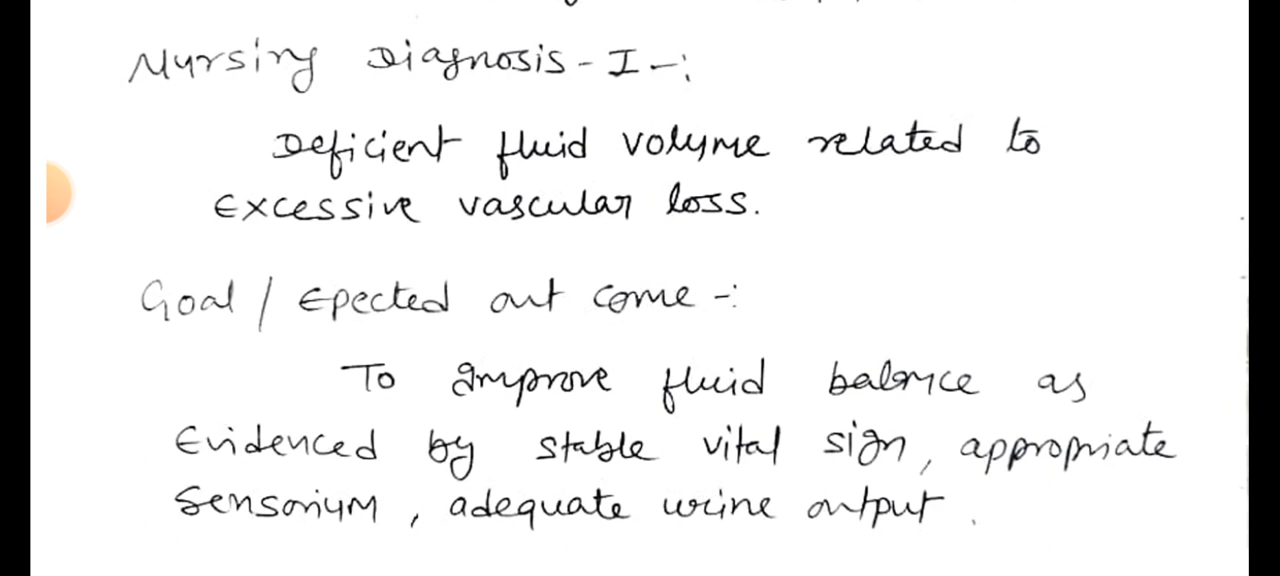 Nursing Diagnosis - I -:
Deficient fluid volume related to
Excessive vascular loss.
Goal / Epected out come -:
To improve fluid balance as
Evidenced by stable vital sign, appropriate
Sensorium, adequate urine output.